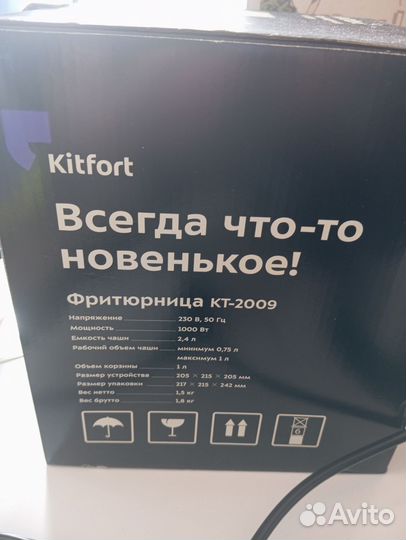 Kitfort
Всегда что-то
новенькое!
Фритюрница КТ-2009
Напряжение 230 В, 50 Гц
Мощность 1000 Вт
Емкость чаши 2,4 л
Рабочий объем чаши минимум 0,75 л
максимум 1 л
Объем корзины 1 л
Размер устройства 205 × 215 × 205 мм
Размер упаковки 217 × 215 × 242 мм
Вес нетто 1,5 кг
Вес брутто 1,8 кг
6
Avito